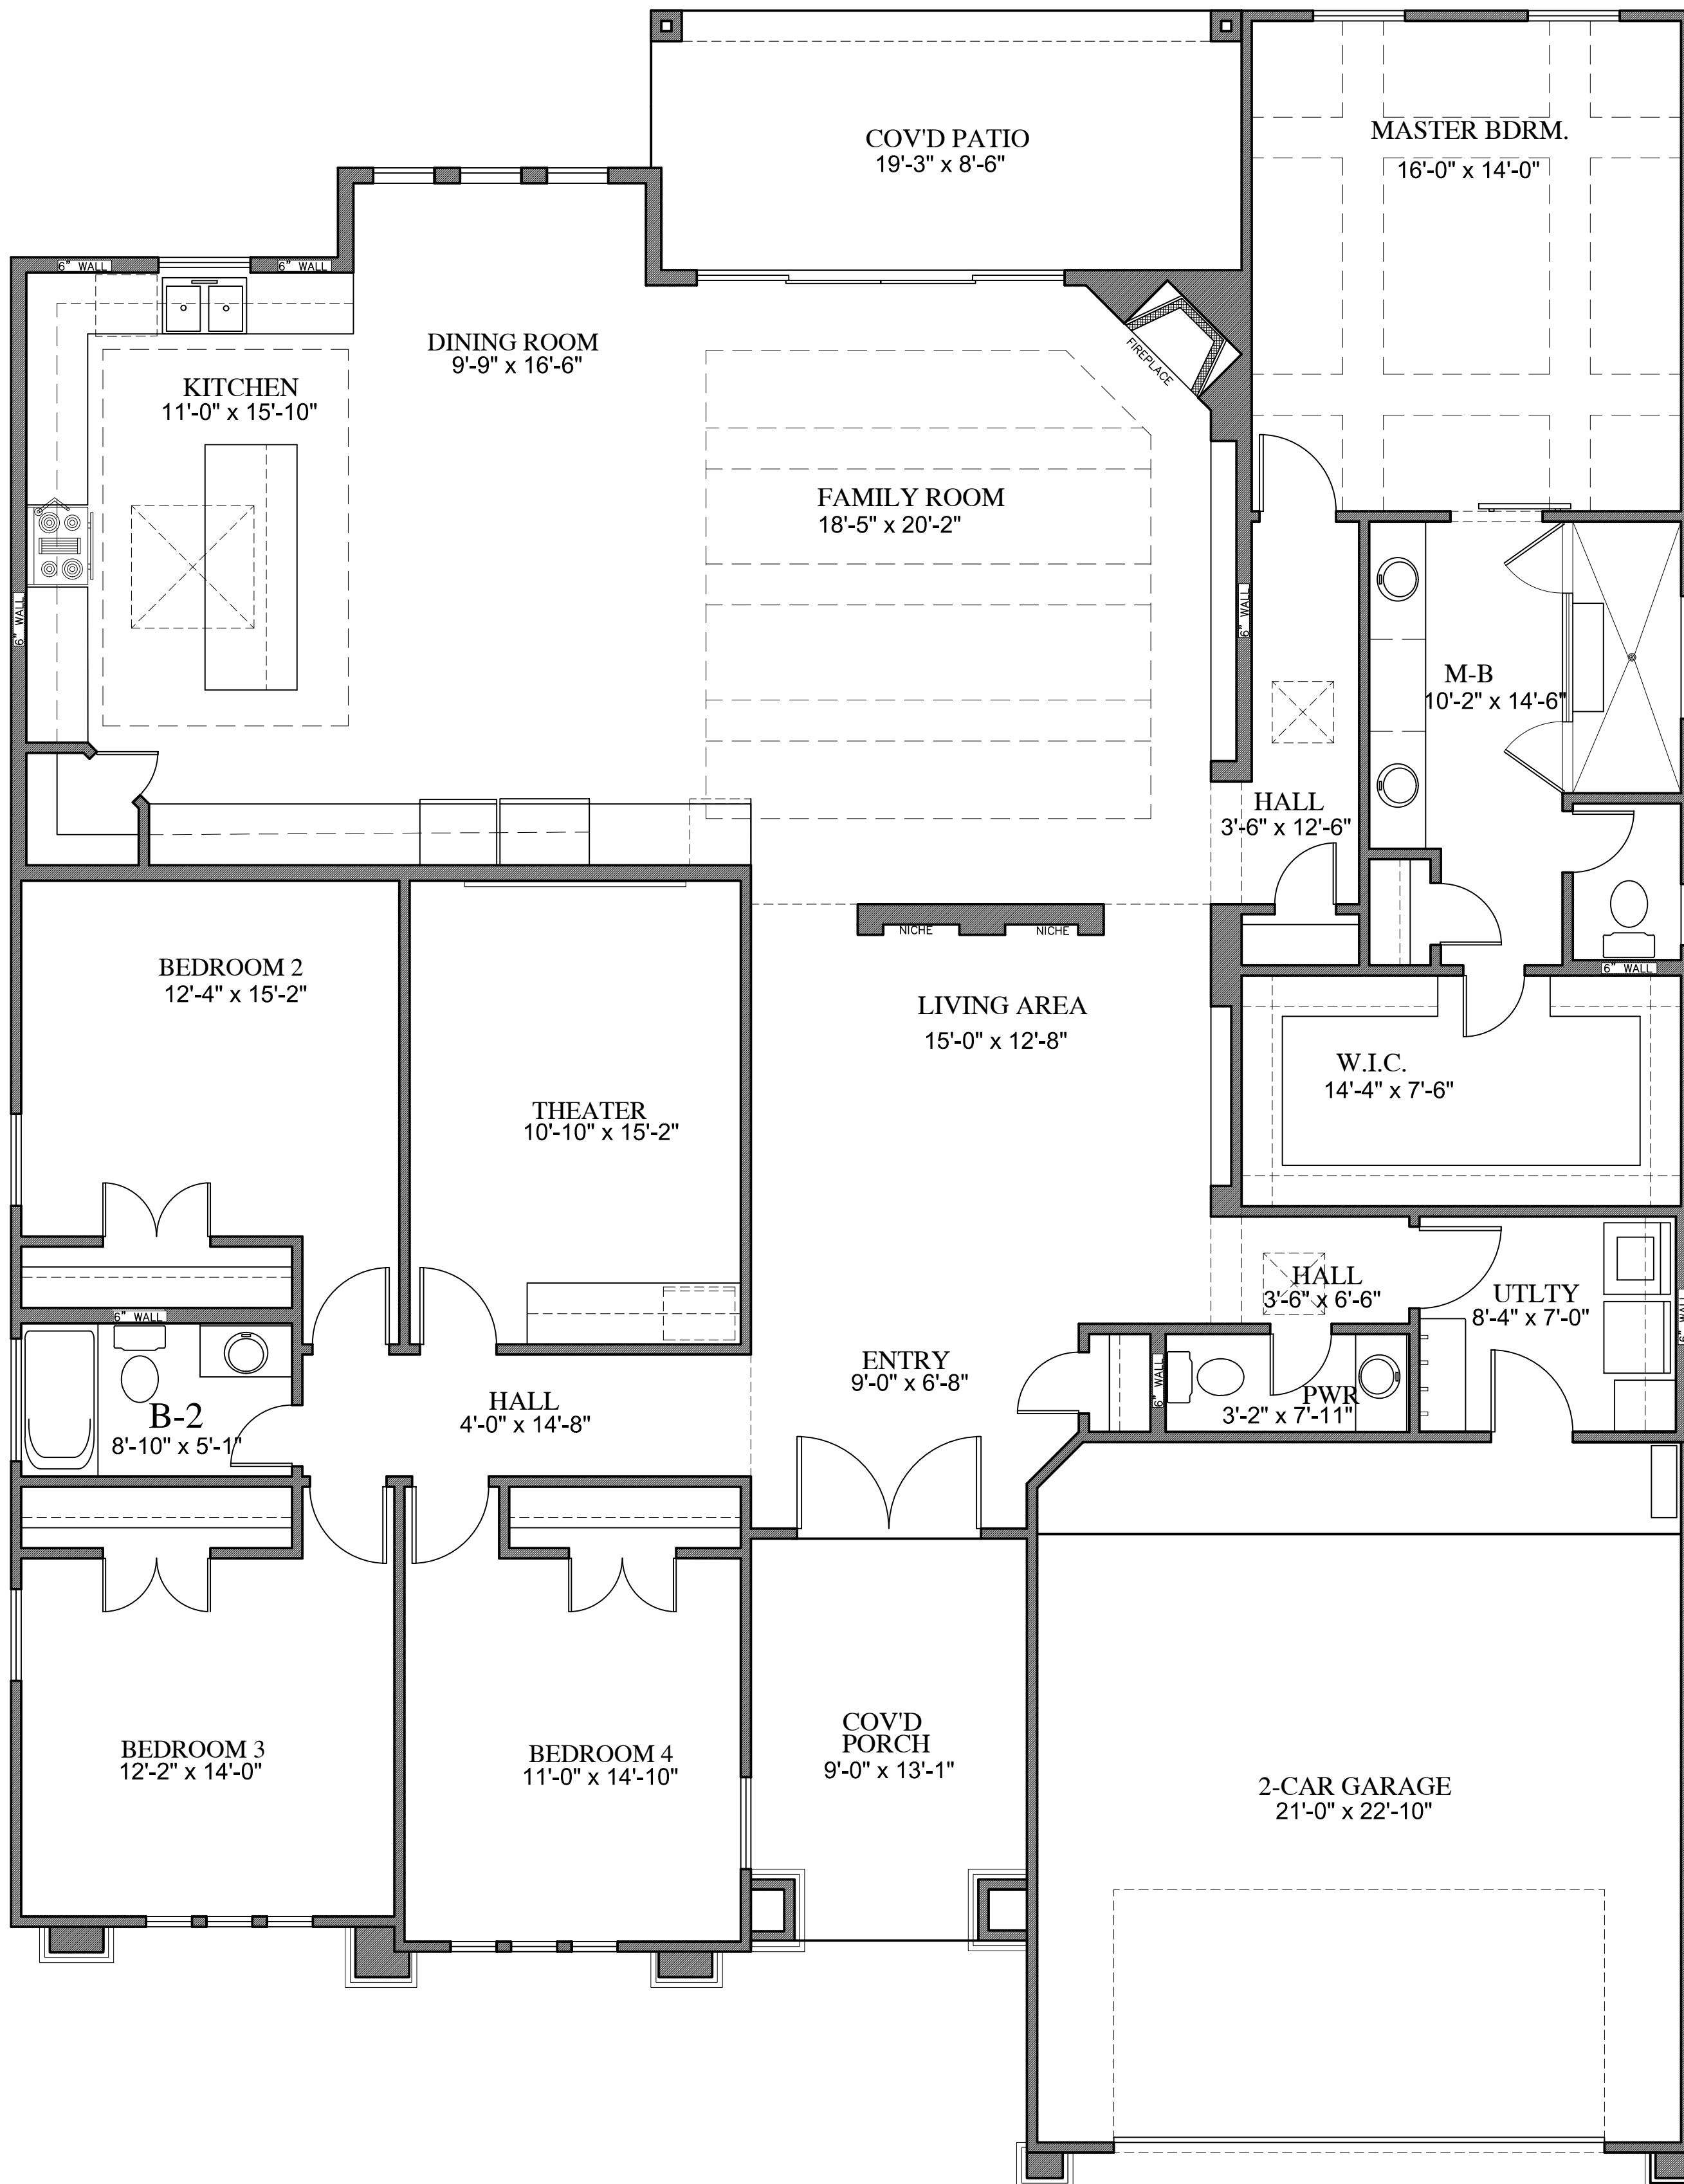 COV'D PATIO
19'-3" x 8'-6"
MASTER BDRM.
16'-0" x 14'-0"
6" WALL
6" WALL
DINING ROOM
9'-9" x 16'-6"
FIREPLACE
KITCHEN
11'-0" x 15'-10"
FAMILY ROOM
18'-5" x 20'-2"
6" WALL
6" WALL
M-B
10'-2" x 14'-6"
HALL
3'-6" x 12'-6"
NICHE
NICHE
BEDROOM 2
12'-4" x 15'-2"
6" WALL
LIVING AREA
15'-0" x 12'-8"
W.I.C.
14'-4" x 7'-6"
THEATER
10'-10" x 15'-2"
HALL
3'-6" x 6'-6"
UTLTY
8'-4" x 7'-0"
6" WALL
6" WALL
ENTRY
9'-0" x 6'-8"
6" WALL
PWR
3'-2" x 7'-11"
HALL
4'-0" x 14'-8"
B-2
8'-10" x 5'-1"
BEDROOM 3
12'-2" x 14'-0"
BEDROOM 4
11'-0" x 14'-10"
COV'D
PORCH
9'-0" x 13'-1"
2-CAR GARAGE
21'-0" x 22'-10"